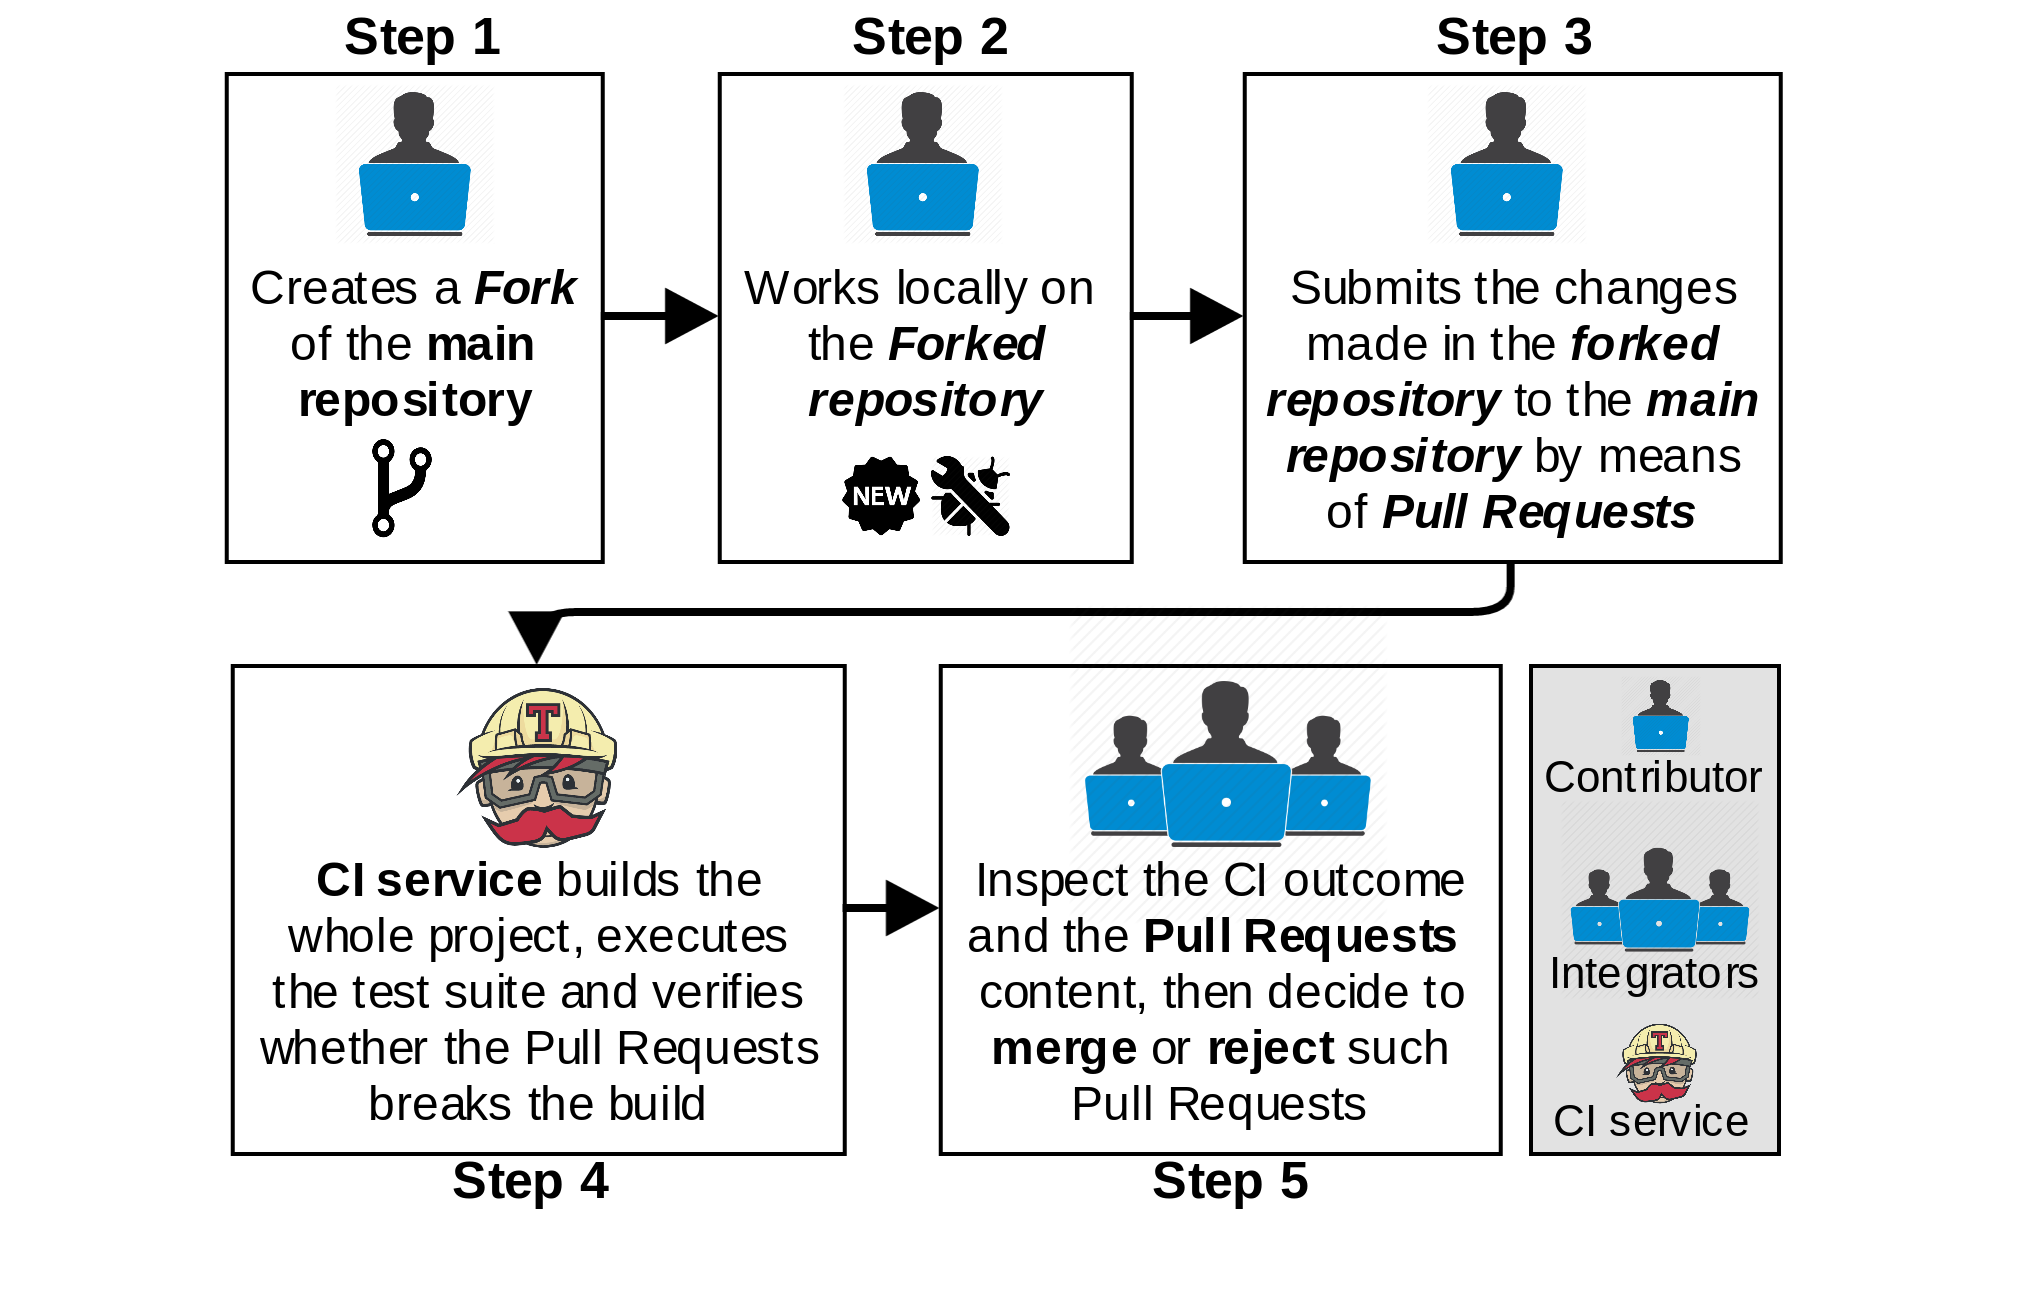 Step 1
Creates a Fork
of the main
repository
Step 2
Works locally on
the Forked
repository
NEW
Step 3
Submits the changes
made in the forked
repository to the main
repository by means
of Pull Requests
T
CI service builds the
whole project, executes
the test suite and verifies
whether the Pull Requests
breaks the build
Step 4
Inspect the CI outcome
and the Pull Requests
content, then decide to
merge or reject such
Pull Requests
Step 5
Contributor
Integrators
T
CI service